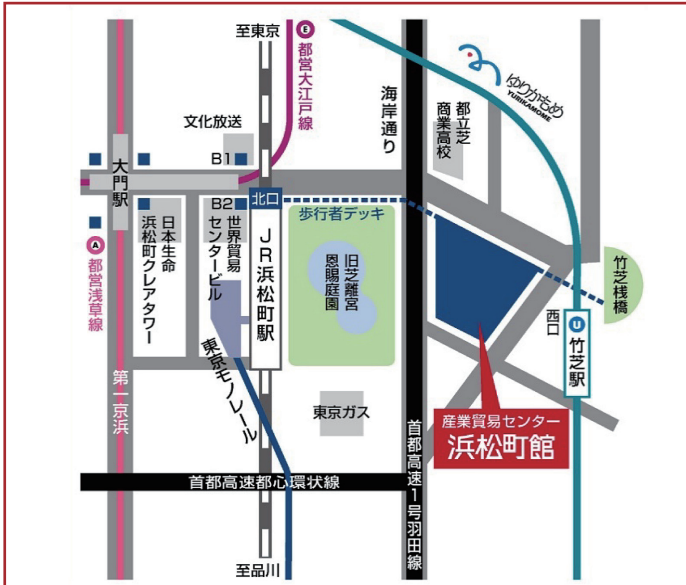 至東京
E
都営大江戸線
文化放送
海岸通り
都立芝
商業高校
ゆりかもめ
YURIKAMOME
大門駅
B1
B2
北口
歩行者デッキ
A
都営浅草線
日本生命
浜松町クレアタワー
世界貿易
センタービル
JR浜松町駅
旧芝離宮
恩賜庭園
竹芝桟橋
西口
U
竹芝駅
第一京浜
東京モノレール
東京ガス
産業貿易センター
浜松町館
首都高速1号羽田線
首都高速都心環状線
至品川